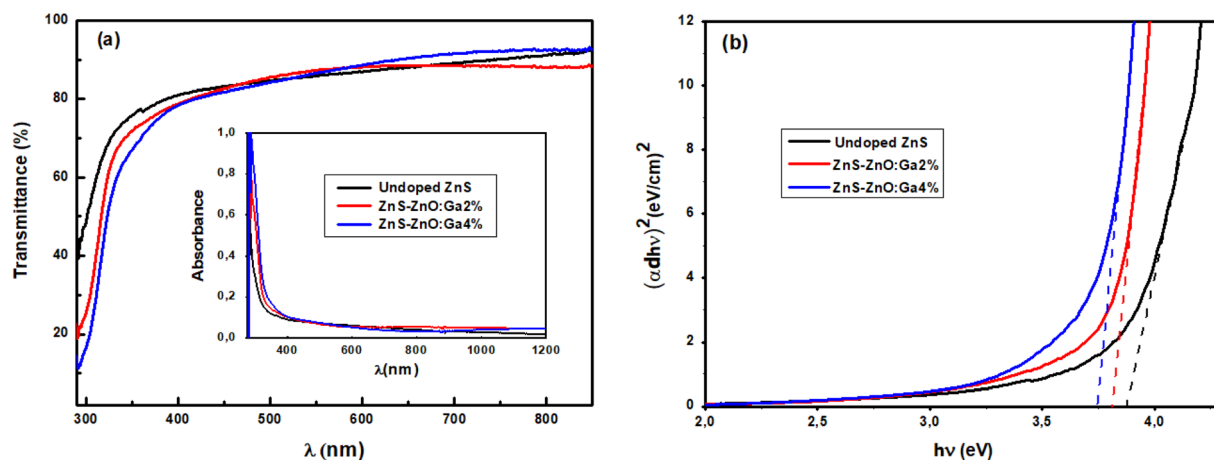 (a)
Transmittance (%)
100
80
60
40
20
300
400
500
600
700
800
λ (nm)
Absorbance
1,0
0,8
0,6
0,4
0,2
0,0
400
600
800
1000
1200
λ(nm)
Undoped ZnS
ZnS-ZnO:Ga2%
ZnS-ZnO:Ga4%
(b)
(αdhν)² (eV/cm)²
12
10
8
6
4
2
0
2,0
2,5
3,0
3,5
4,0
hν (eV)
Undoped ZnS
ZnS-ZnO:Ga2%
ZnS-ZnO:Ga4%